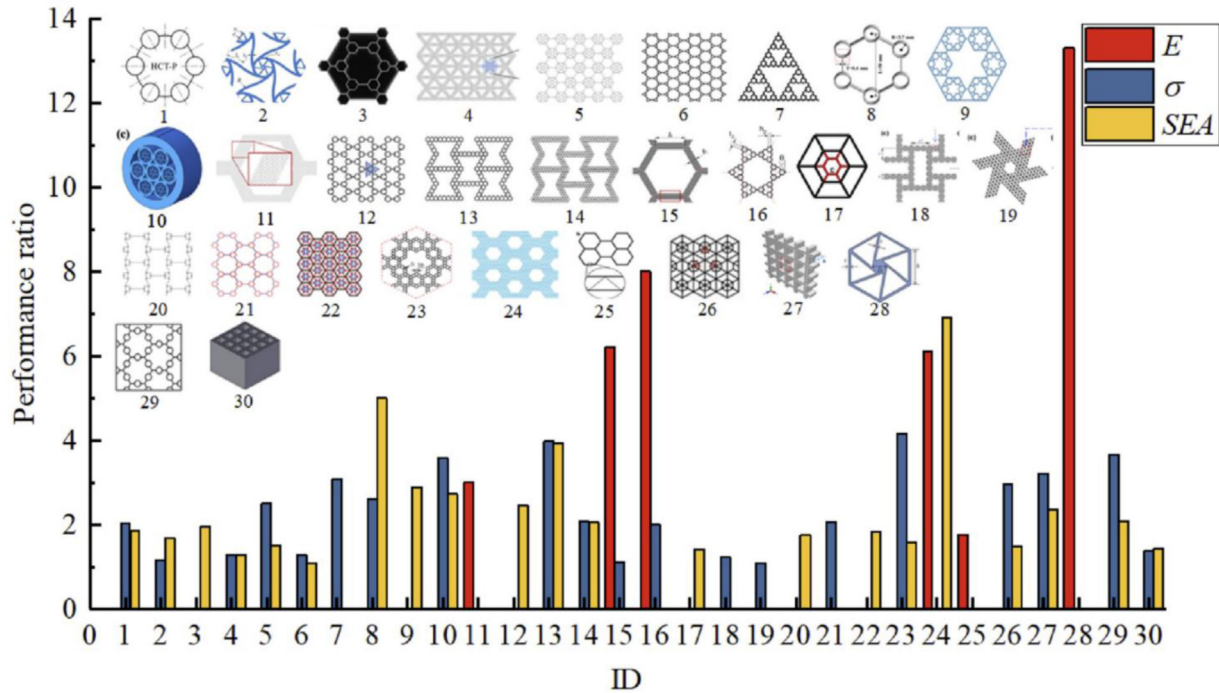 14
12
10
8
6
4
2
0
Performance ratio
E
σ
SEA
HCT-P
1 2 3 4 5 6 7 8 9
(c)
10 11 12 13 14 15 16 17 18 19
20 21 22 23 24 25 26 27 28
29 30
0 1 2 3 4 5 6 7 8 9 10 11 12 13 14 15 16 17 18 19 20 21 22 23 24 25 26 27 28 29 30
ID